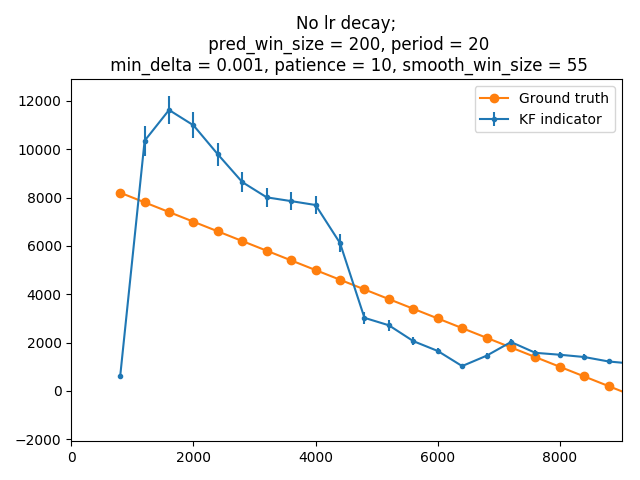 No lr decay;
pred_win_size = 200, period = 20
min_delta = 0.001, patience = 10, smooth_win_size = 55
Ground truth
KF indicator
12000
10000
8000
6000
4000
2000
0
−2000
0 2000 4000 6000 8000